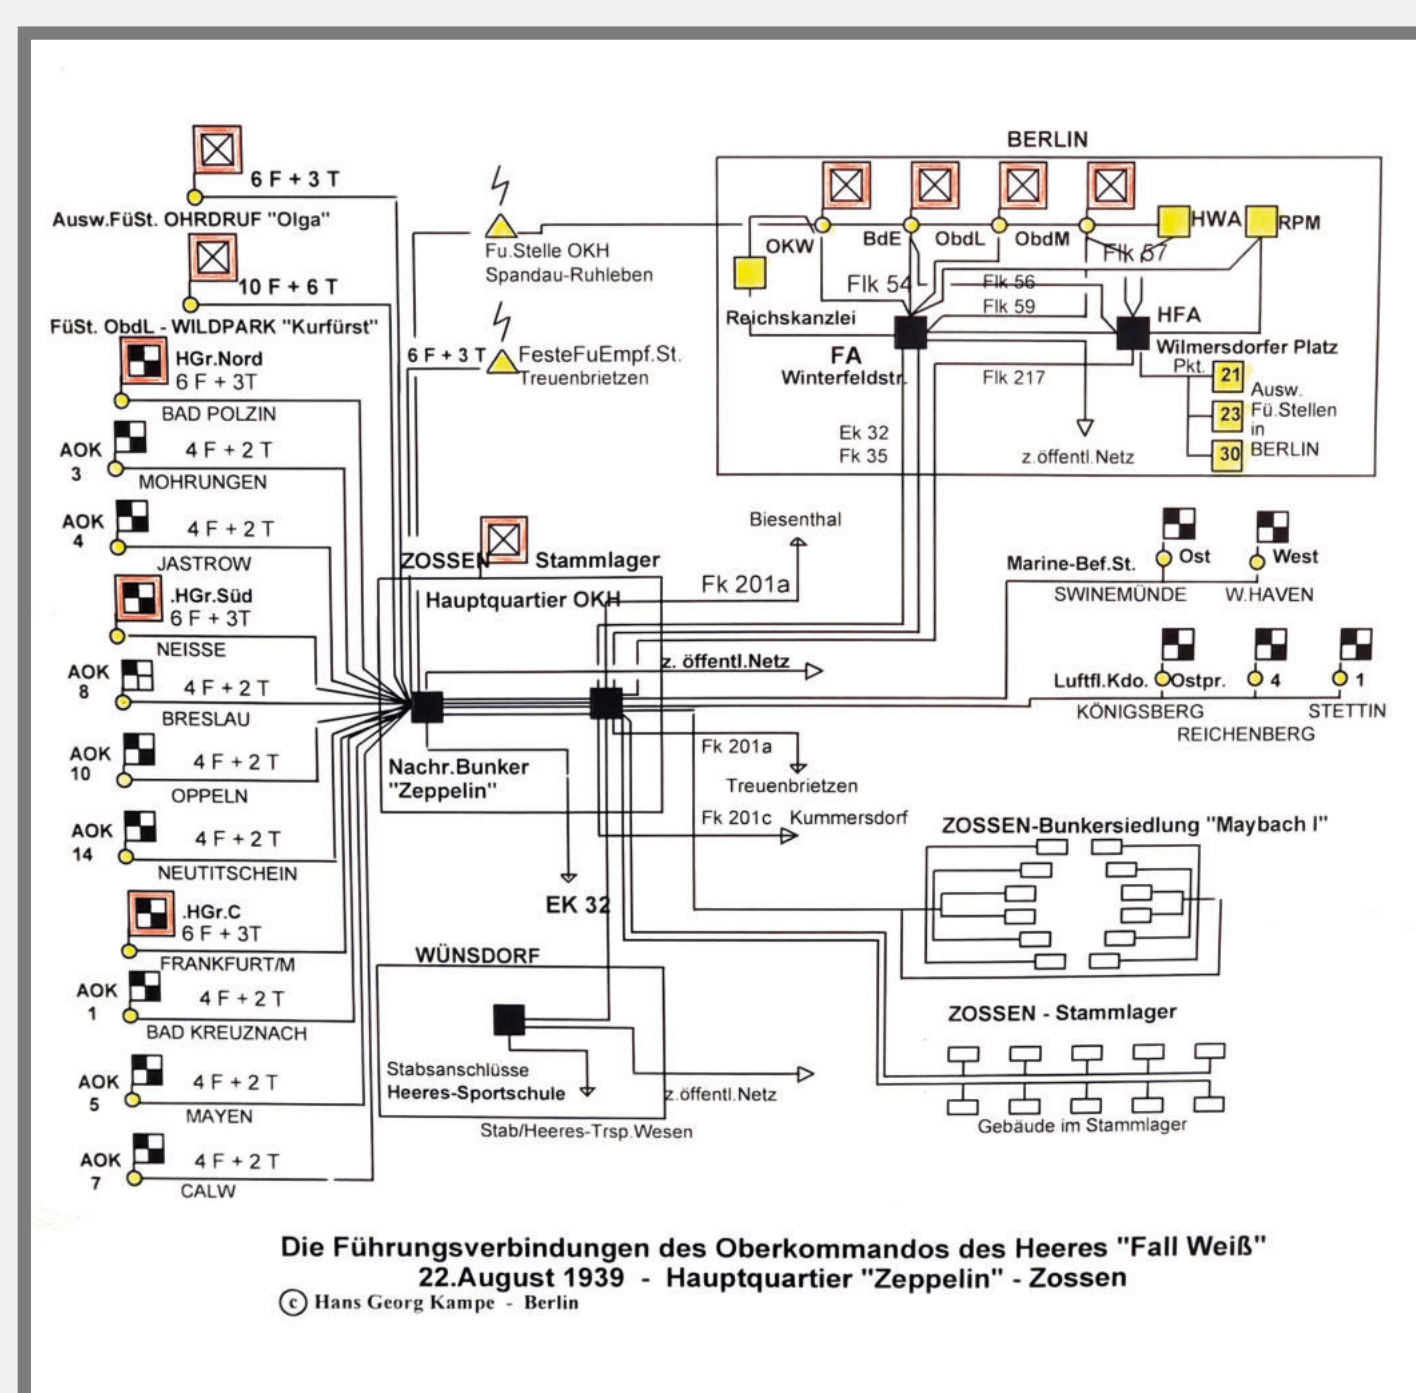 6 F + 3 T
Ausw.FüSt. OHRDRUF "Olga"
10 F + 6 T
FüSt. ObdL - WILDPARK "Kurfürst"
HGr.Nord
6 F + 3T
BAD POLZIN
AOK
3
4 F + 2 T
MOHRUNGEN
AOK
4
4 F + 2 T
JASTROW
.HGr.Süd
6 F + 3T
NEISSE
AOK
8
4 F + 2 T
BRESLAU
AOK
10
4 F + 2 T
OPPELN
AOK
14
4 F + 2 T
NEUTITSCHEIN
.HGr.C
6 F + 3T
FRANKFURT/M
AOK
1
4 F + 2 T
BAD KREUZNACH
AOK
5
4 F + 2 T
MAYEN
AOK
7
4 F + 2 T
CALW
Fu.Stelle OKH
Spandau-Ruhleben
6 F + 3 T
FesteFuEmpf.St.
Treuenbrietzen
BERLIN
OKW
BdE
ObdL
ObdM
HWA
RPM
Flk 54
Flk 56
Flk 57
Flk 59
Reichskanzlei
FA
Winterfeldstr.
HFA
Wilmersdorfer Platz
Flk 217
Pkt.
21
23
30
Ausw.
Fü.Stellen
in
BERLIN
Ek 32
Fk 35
z.öffentl.Netz
ZOSSEN Stammlager
Hauptquartier OKH
Biesenthal
Fk 201a
z. öffentl.Netz
Nachr.Bunker
"Zeppelin"
EK 32
Fk 201a
Treuenbrietzen
Fk 201c Kummersdorf
Marine-Bef.St.
Ost
West
SWINEMÜNDE
W.HAVEN
Luftfl.Kdo.
Ostpr.
4
1
KÖNIGSBERG
STETTIN
REICHENBERG
ZOSSEN-Bunkersiedlung "Maybach I"
WÜNSDORF
Stabsanschlüsse
Heeres-Sportschule
z.öffentl.Netz
Stab/Heeres-Trsp.Wesen
ZOSSEN - Stammlager
Gebäude im Stammlager
Die Führungsverbindungen des Oberkommandos des Heeres "Fall Weiß"
22.August 1939 - Hauptquartier "Zeppelin" - Zossen
© Hans Georg Kampe - Berlin